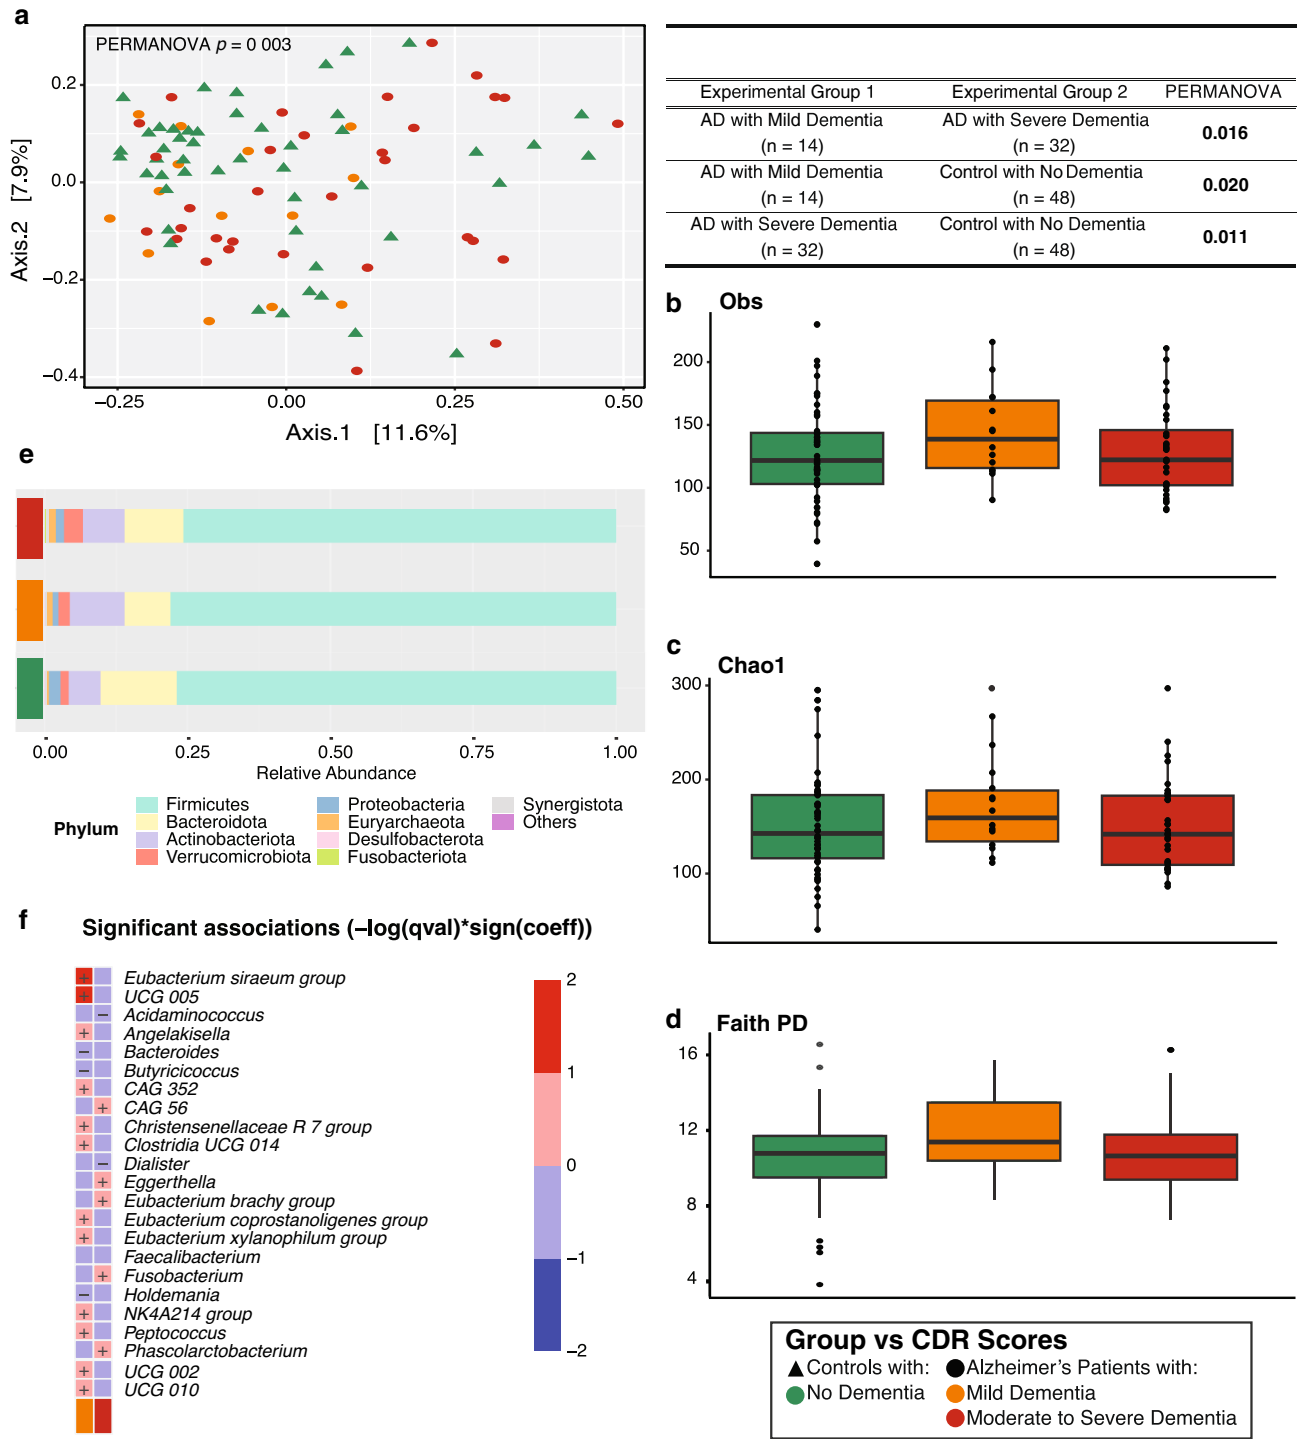 a
PERMANOVA p = 0 003
0.2
0.0
−0.2
−0.4
Axis.2 [7.9%]
−0.25 0.00 0.25 0.50
Axis.1 [11.6%]
Experimental Group 1 Experimental Group 2 PERMANOVA
AD with Mild Dementia AD with Severe Dementia 0.016
(n = 14) (n = 32)
AD with Mild Dementia Control with No Dementia 0.020
(n = 14) (n = 48)
AD with Severe Dementia Control with No Dementia 0.011
(n = 32) (n = 48)
b Obs
200
150
100
50
c Chao1
300
200
100
d Faith PD
16
12
8
4
e
0.00 0.25 0.50 0.75 1.00
Relative Abundance
Phylum
Firmicutes
Bacteroidota
Actinobacteriota
Verrucomicrobiota
Proteobacteria
Euryarchaeota
Desulfobacterota
Fusobacteriota
Synergistota
Others
f
Significant associations (−log(qval)*sign(coeff))
+ Eubacterium siraeum group
+ UCG 005
− Acidaminococcus
+ Angelakisella
− Bacteroides
− Butyricicoccus
+ CAG 352
+ CAG 56
+ Christensenellaceae R 7 group
+ Clostridia UCG 014
− Dialister
+ Eggerthella
+ Eubacterium brachy group
+ Eubacterium coprostanoligenes group
+ Eubacterium xylanophilum group
Faecalibacterium
+ Fusobacterium
− Holdemania
+ NK4A214 group
+ Peptococcus
+ Phascolarctobacterium
+ UCG 002
+ UCG 010
2
1
0
−1
−2
Group vs CDR Scores
Controls with: Alzheimer's Patients with:
No Dementia Mild Dementia
Moderate to Severe Dementia